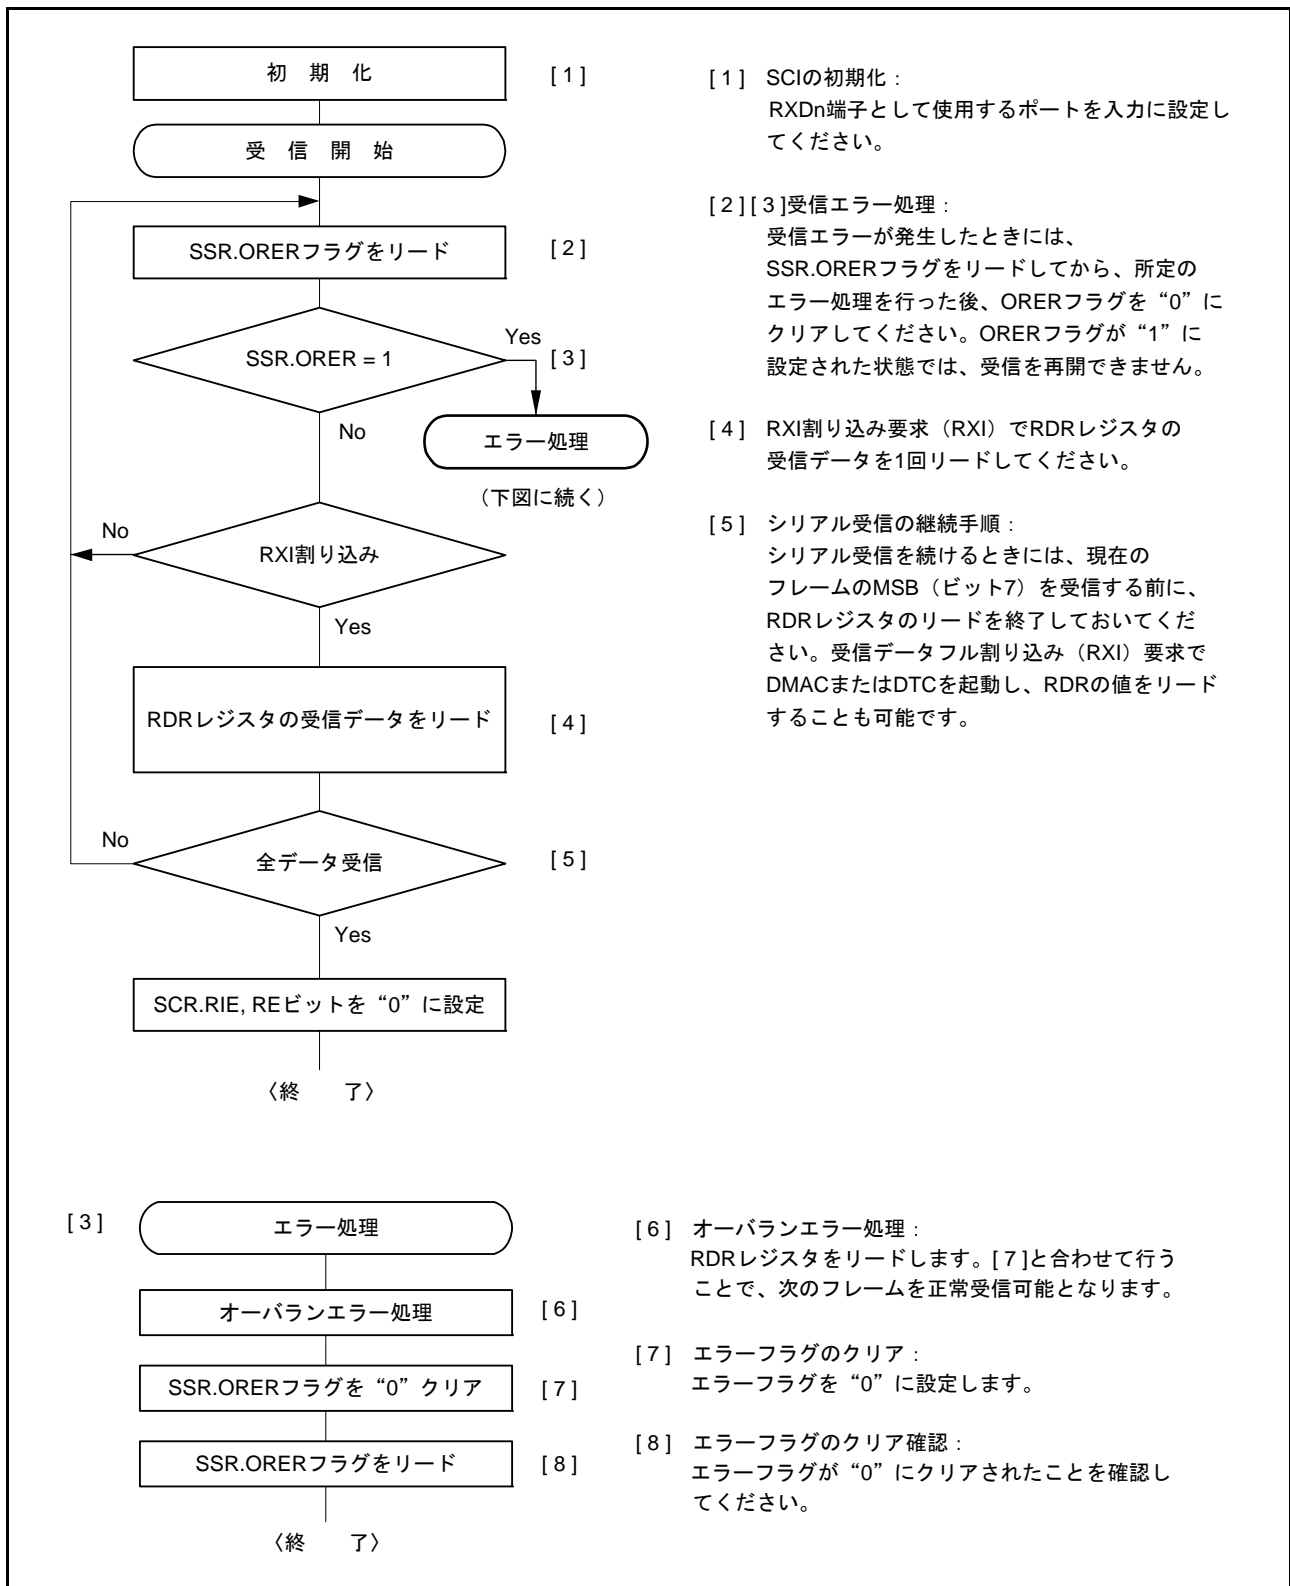 初 期 化
[ 1 ]
受 信 開 始
SSR.ORERフラグをリード
[ 2 ]
SSR.ORER = 1
Yes
[ 3 ]
No
エラー処理
（下図に続く）
No
RXI割り込み
Yes
RDRレジスタの受信データをリード
[ 4 ]
No
全データ受信
[ 5 ]
Yes
SCR.RIE, REビットを“0”に設定
〈終 了〉
[ 1 ] SCIの初期化：
RXDn端子として使用するポートを入力に設定し
てください。
[ 2 ] [ 3 ]受信エラー処理：
受信エラーが発生したときには、
SSR.ORERフラグをリードしてから、所定の
エラー処理を行った後、ORERフラグを“0”に
クリアしてください。ORERフラグが“1”に
設定された状態では、受信を再開できません。
[ 4 ] RXI割り込み要求（RXI）でRDRレジスタの
受信データを1回リードしてください。
[ 5 ] シリアル受信の継続手順：
シリアル受信を続けるときには、現在の
フレームのMSB（ビット7）を受信する前に、
RDRレジスタのリードを終了しておいてくだ
さい。受信データフル割り込み（RXI）要求で
DMACまたはDTCを起動し、RDRの値をリード
することも可能です。
[ 3 ]
エラー処理
オーバランエラー処理
[ 6 ]
SSR.ORERフラグを“0”クリア
[ 7 ]
SSR.ORERフラグをリード
[ 8 ]
〈終 了〉
[ 6 ] オーバランエラー処理：
RDRレジスタをリードします。[ 7 ]と合わせて行う
ことで、次のフレームを正常受信可能となります。
[ 7 ] エラーフラグのクリア：
エラーフラグを“0”に設定します。
[ 8 ] エラーフラグのクリア確認：
エラーフラグが“0”にクリアされたことを確認し
てください。